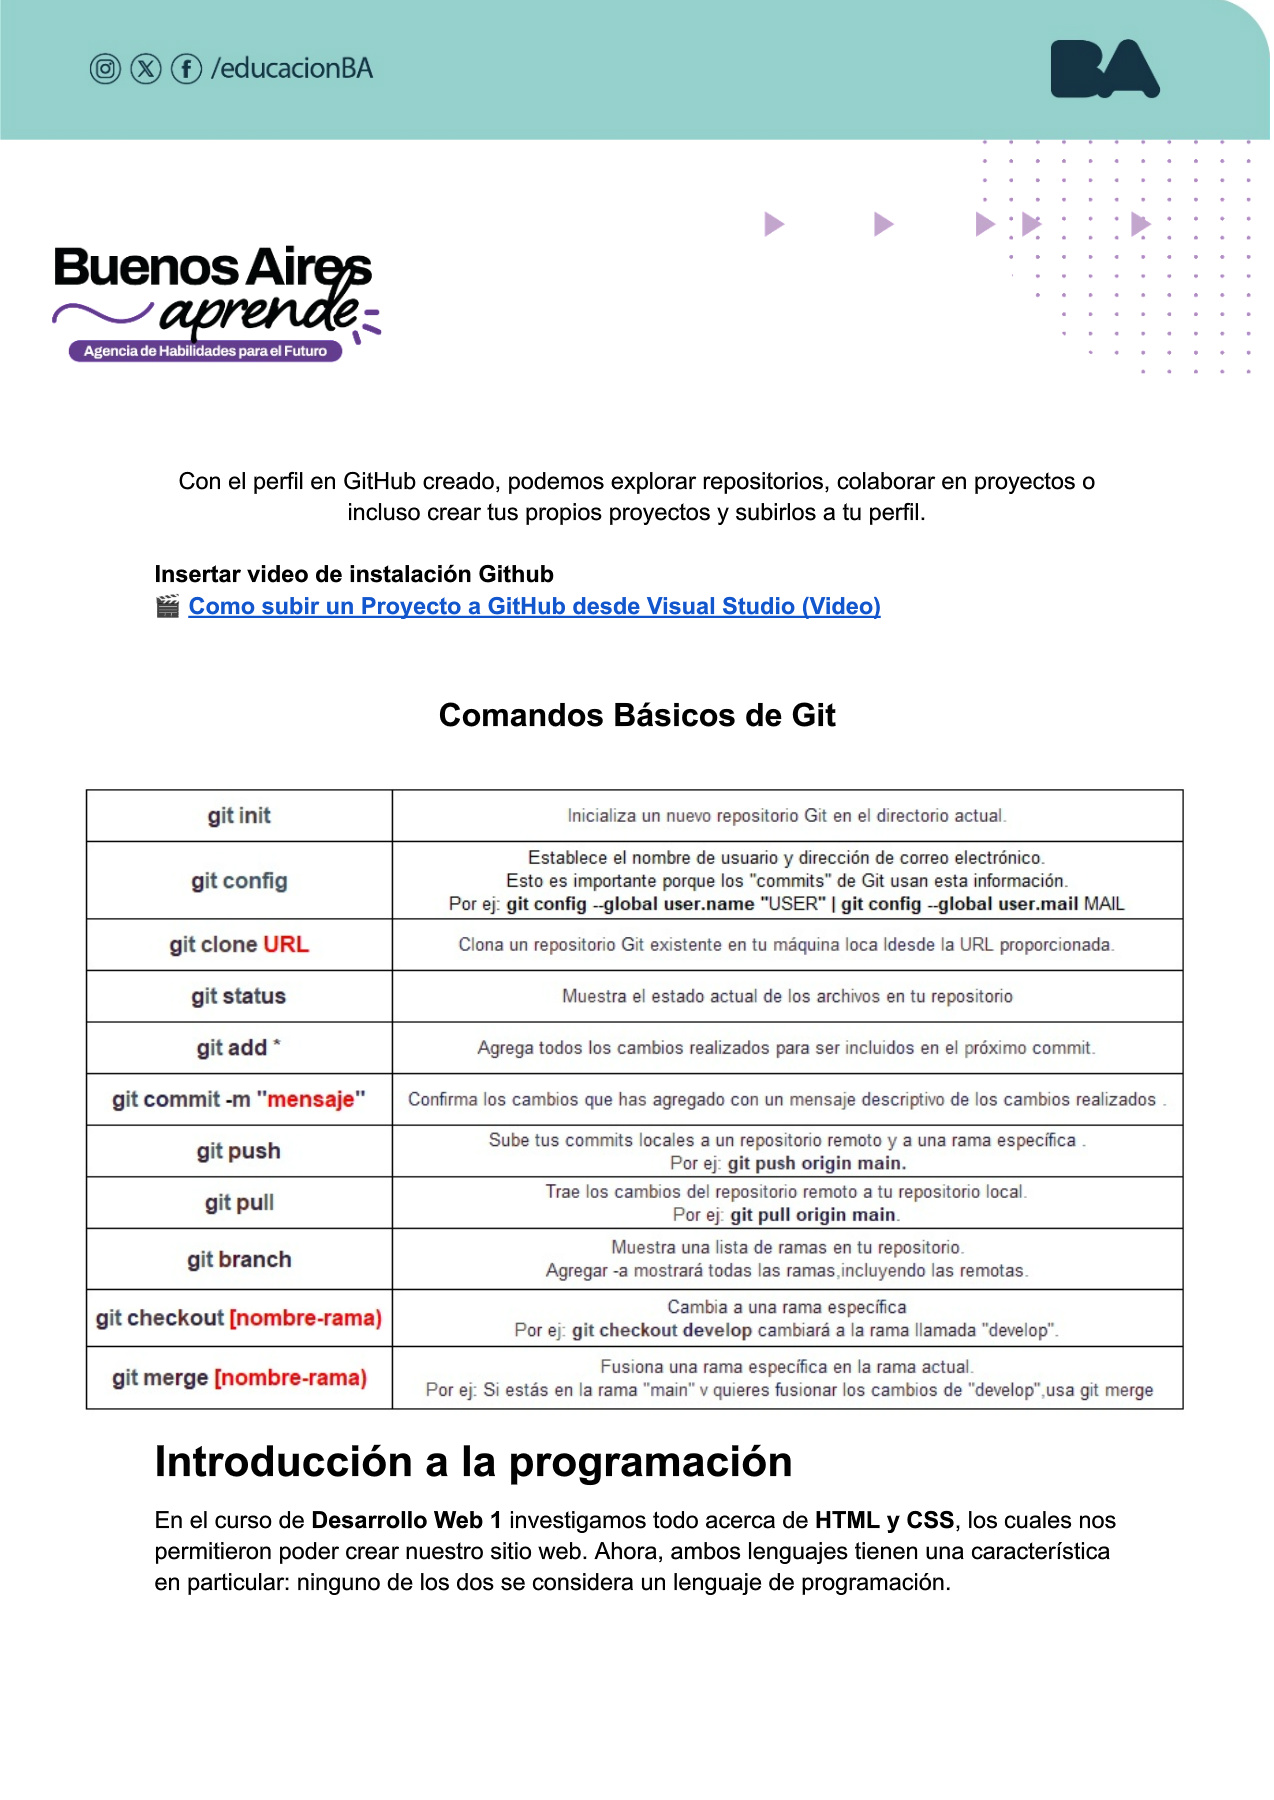 /educacionBA
BA
Buenos Aires
aprende
Agencia de Habilidades para el Futuro
Con el perfil en GitHub creado, podemos explorar repositorios, colaborar en proyectos o
incluso crear tus propios proyectos y subirlos a tu perfil.
Insertar video de instalación Github
🎬 Como subir un Proyecto a GitHub desde Visual Studio (Video)
Comandos Básicos de Git
git init
Inicializa un nuevo repositorio Git en el directorio actual.
git config
Establece el nombre de usuario y dirección de correo electrónico.
Esto es importante porque los "commits" de Git usan esta información.
Por ej: git config --global user.name "USER" | git config --global user.mail MAIL
git clone URL
Clona un repositorio Git existente en tu máquina loca ldesde la URL proporcionada.
git status
Muestra el estado actual de los archivos en tu repositorio
git add *
Agrega todos los cambios realizados para ser incluidos en el próximo commit.
git commit -m "mensaje"
Confirma los cambios que has agregado con un mensaje descriptivo de los cambios realizados .
git push
Sube tus commits locales a un repositorio remoto y a una rama específica .
Por ej: git push origin main.
git pull
Trae los cambios del repositorio remoto a tu repositorio local.
Por ej: git pull origin main.
git branch
Muestra una lista de ramas en tu repositorio.
Agregar -a mostrará todas las ramas,incluyendo las remotas.
git checkout [nombre-rama)
Cambia a una rama específica
Por ej: git checkout develop cambiará a la rama llamada "develop".
git merge [nombre-rama)
Fusiona una rama específica en la rama actual.
Por ej: Si estás en la rama "main" v quieres fusionar los cambios de "develop",usa git merge
Introducción a la programación
En el curso de Desarrollo Web 1 investigamos todo acerca de HTML y CSS, los cuales nos
permitieron poder crear nuestro sitio web. Ahora, ambos lenguajes tienen una característica
en particular: ninguno de los dos se considera un lenguaje de programación.